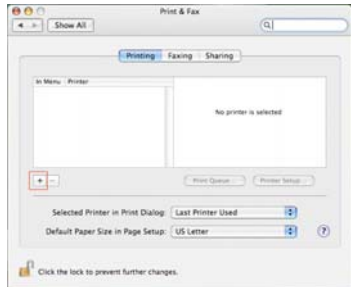 Print & Fax
Show All
Printing Faxing Sharing
In Menu Printer
No printer is selected
+ -
Print Queue... Printer Setup...
Selected Printer in Print Dialog: Last Printer Used
Default Paper Size in Page Setup: US Letter
?
Click the lock to prevent further changes.